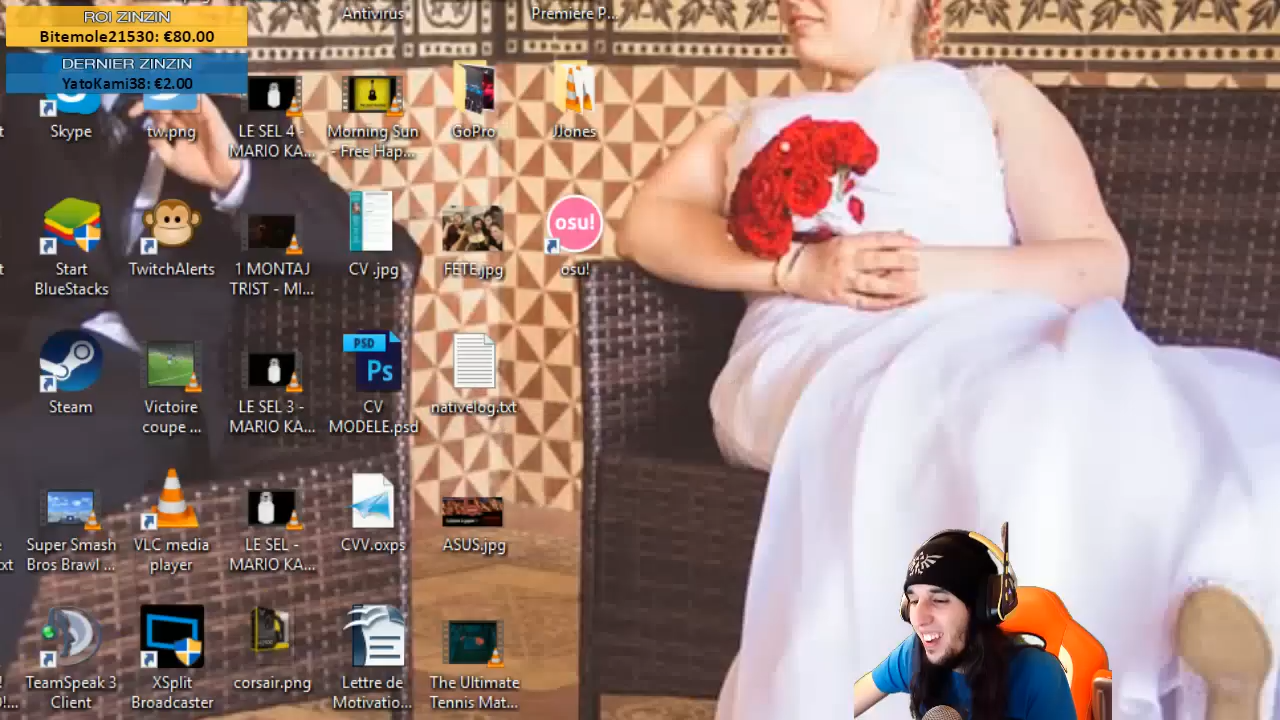 ROI ZINZIN
Bitemole21530: €80.00
DERNIER ZINZIN
YatoKami38: €2.00
Antivirus
Premiere P...
Skype
tw.png
LE SEL 4 -
MARIO KA...
Morning Sun
- Free Hap...
GoPro
JJones
Start
BlueStacks
TwitchAlerts
1 MONTAJ
TRIST - MI...
CV .jpg
FETE.jpg
osu!
osu!
Steam
Victoire
coupe ...
LE SEL 3 -
MARIO KA...
PSD
Ps
CV
MODELE.psd
nativelog.txt
Super Smash
Bros Brawl ...
VLC media
player
LE SEL -
MARIO KA...
CVV.oxps
ASUS.jpg
TeamSpeak 3
Client
XSplit
Broadcaster
corsair.png
Lettre de
Motivatio...
The Ultimate
Tennis Mat...